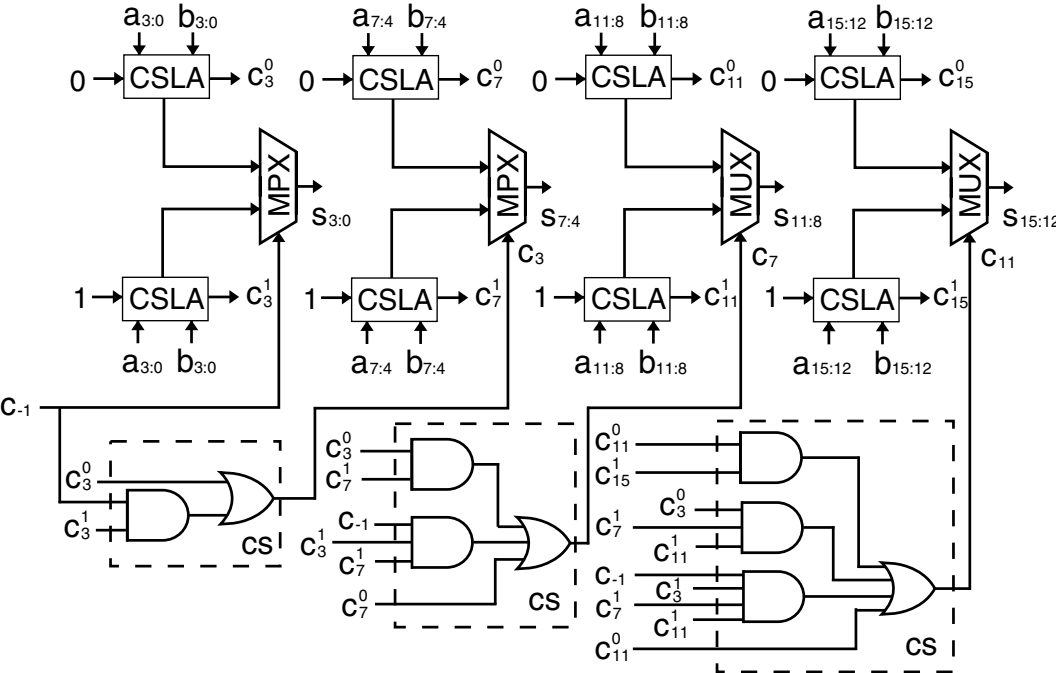 a3:0 b3:0 a7:4 b7:4 a11:8 b11:8 a15:12 b15:12
0 CSLA c⁰₃ 0 CSLA c⁰₇ 0 CSLA c⁰₁₁ 0 CSLA c⁰₁₅
MPX MPX MUX MUX
s3:0 s7:4 s11:8 s15:12
c₃ c₇ c₁₁
1 CSLA c¹₃ 1 CSLA c¹₇ 1 CSLA c¹₁₁ 1 CSLA c¹₁₅
a3:0 b3:0 a7:4 b7:4 a11:8 b11:8 a15:12 b15:12
c-1
c⁰₃
c¹₃
CS
c⁰₃
c¹₇
c-1
c¹₃
c¹₇
c⁰₇
CS
c⁰₁₁
c¹₁₅
c⁰₃
c¹₇
c¹₁₁
c-1
c¹₃
c¹₇
c¹₁₁
c⁰₁₁
CS